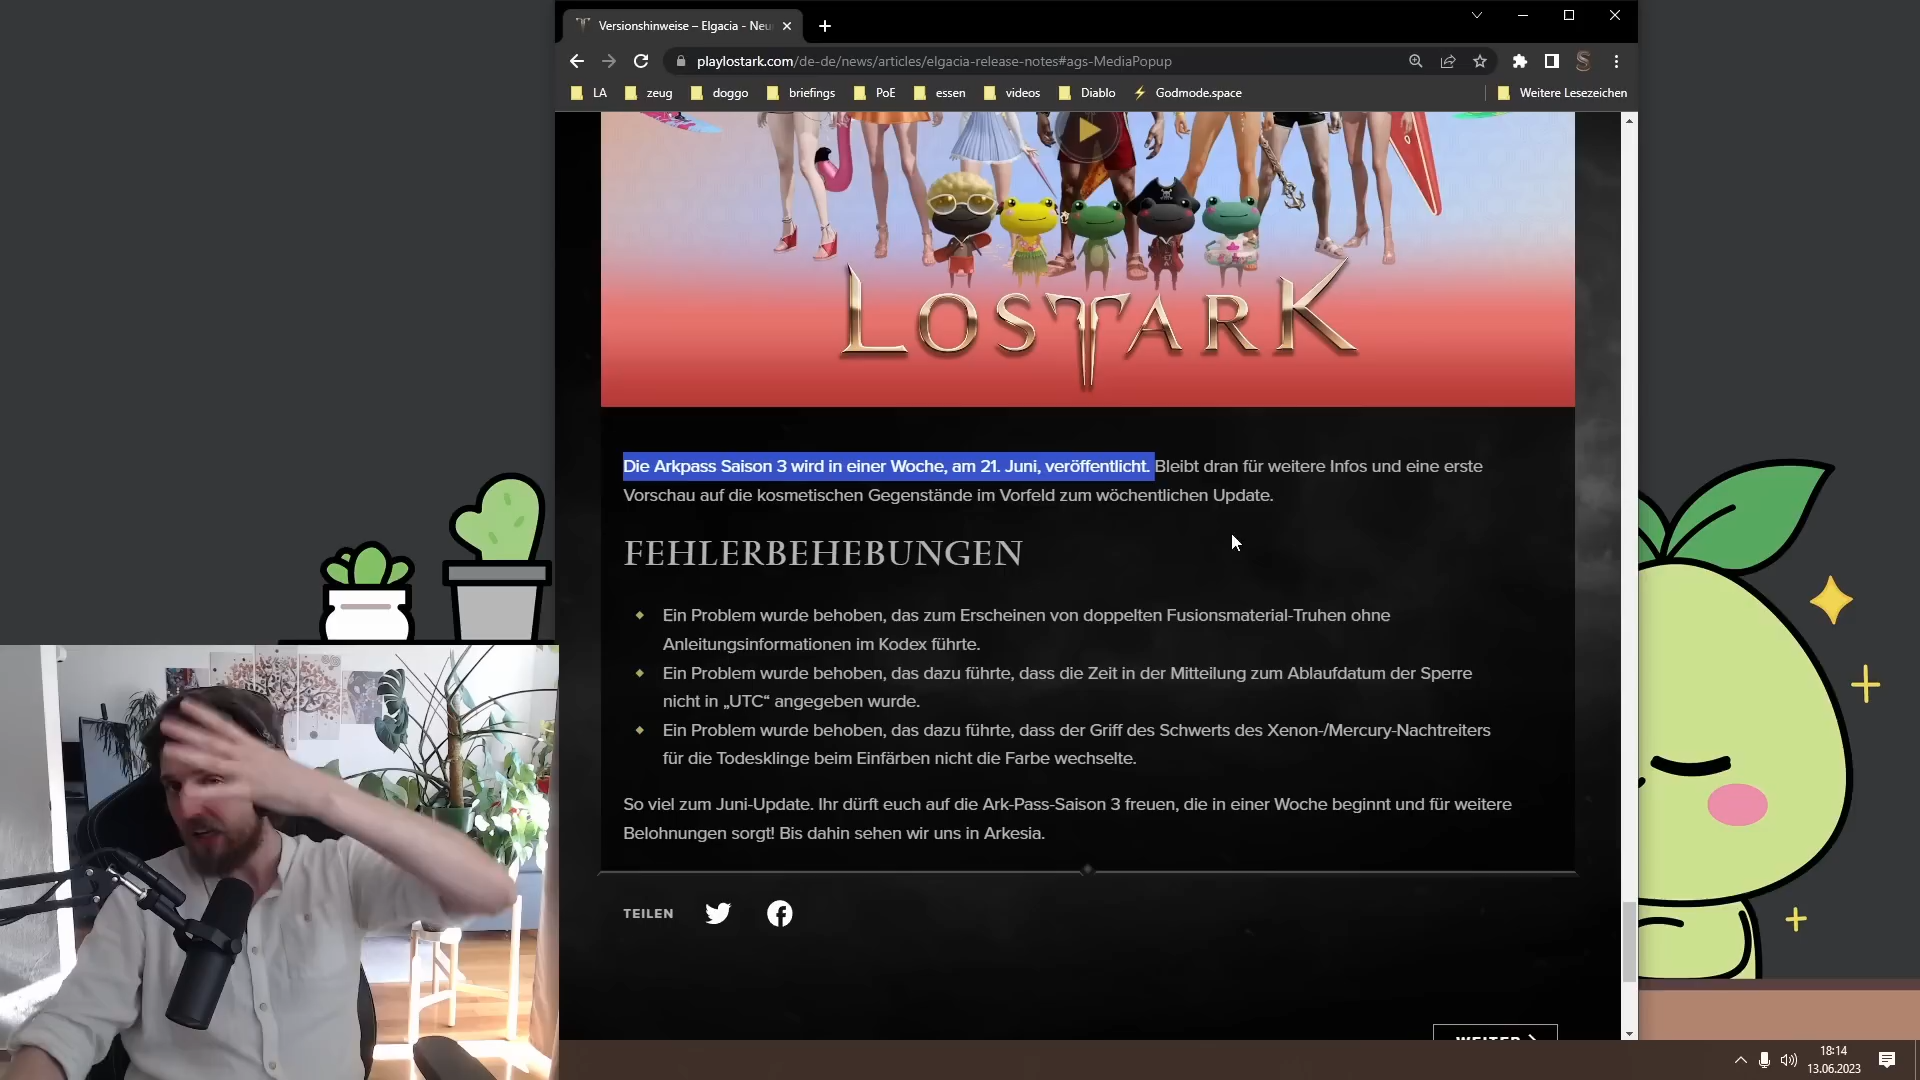 Versionshinweise – Elgacia - Neu
playlostark.com/de-de/news/articles/elgacia-release-notes#ags-MediaPopup
LA zeug doggo briefings PoE essen videos Diablo Godmode.space Weitere Lesezeichen
LOST ARK
Die Arkpass Saison 3 wird in einer Woche, am 21. Juni, veröffentlicht. Bleibt dran für weitere Infos und eine erste
Vorschau auf die kosmetischen Gegenstände im Vorfeld zum wöchentlichen Update.
FEHLERBEHEBUNGEN
Ein Problem wurde behoben, das zum Erscheinen von doppelten Fusionsmaterial-Truhen ohne
Anleitungsinformationen im Kodex führte.
Ein Problem wurde behoben, das dazu führte, dass die Zeit in der Mitteilung zum Ablaufdatum der Sperre
nicht in „UTC“ angegeben wurde.
Ein Problem wurde behoben, das dazu führte, dass der Griff des Schwerts des Xenon-/Mercury-Nachtreiters
für die Todesklinge beim Einfärben nicht die Farbe wechselte.
So viel zum Juni-Update. Ihr dürft euch auf die Ark-Pass-Saison 3 freuen, die in einer Woche beginnt und für weitere
Belohnungen sorgt! Bis dahin sehen wir uns in Arkesia.
TEILEN
WEITER
18:14
13.06.2023